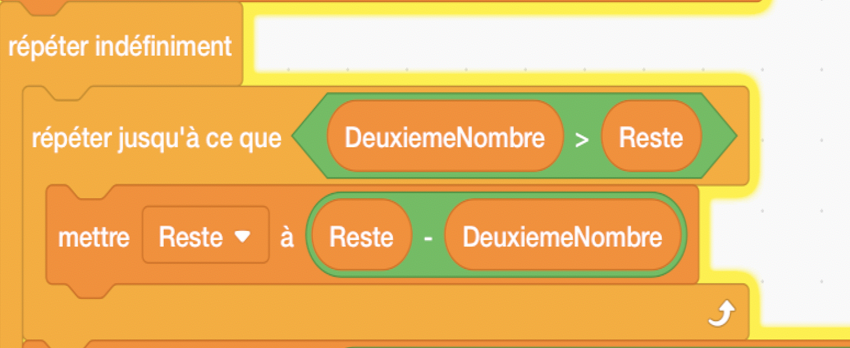 répéter indéfiniment
répéter jusqu'à ce que DeuxiemeNombre > Reste
mettre Reste à Reste - DeuxiemeNombre